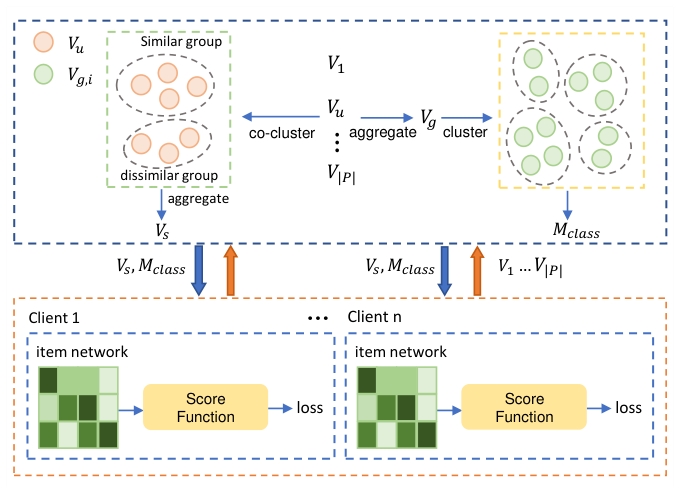 V_u
V_{g,i}
Similar group
dissimilar group
aggregate
V_s
V_1
V_u
⋮
V_{|P|}
co-cluster
aggregate
V_g
cluster
M_{class}
V_s, M_{class}
V_s, M_{class}
V_1 ... V_{|P|}
Client 1
...
Client n
item network
Score
Function
loss
item network
Score
Function
loss